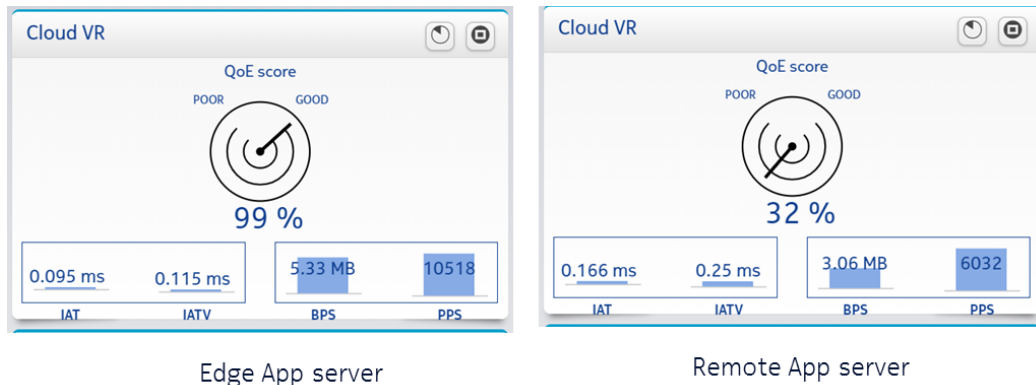 Cloud VR
QoE score
POOR GOOD
99 %
0.095 ms 0.115 ms 5.33 MB 10518
IAT IATV BPS PPS
Edge App server
Cloud VR
QoE score
POOR GOOD
32 %
0.166 ms 0.25 ms 3.06 MB 6032
IAT IATV BPS PPS
Remote App server